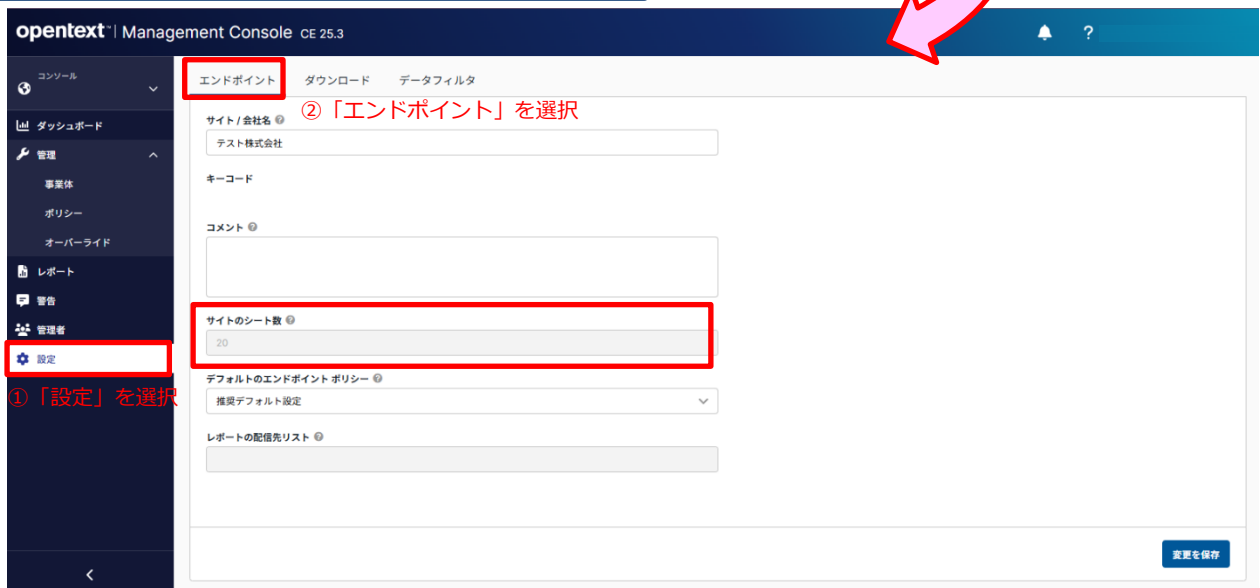 opentext™ | Management Console CE 25.3
?
コンソール
ダッシュボード
管理
事業体
ポリシー
オーバーライド
レポート
警告
管理者
設定
①「設定」を選択
エンドポイント ダウンロード データフィルタ
②「エンドポイント」を選択
サイト / 会社名 ?
テスト株式会社
キーコード
コメント ?
サイトのシート数 ?
20
デフォルトのエンドポイント ポリシー ?
推奨デフォルト設定
レポートの配信先リスト ?
変更を保存